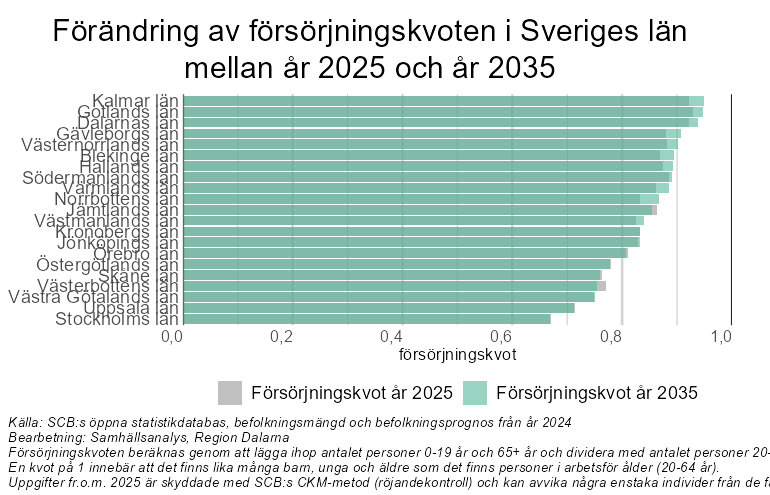 Förändring av försörjningskvoten i Sveriges län
mellan år 2025 och år 2035
Kalmar län
Gotlands län
Dalarnas län
Gävleborgs län
Västernorrlands län
Blekinge län
Hallands län
Södermanlands län
Värmlands län
Norrbottens län
Jämtlands län
Västmanlands län
Kronobergs län
Jönköpings län
Örebro län
Östergötlands län
Skåne län
Västerbottens län
Västra Götalands län
Uppsala län
Stockholms län
0,0 0,2 0,4 0,6 0,8 1,0
försörjningskvot
Försörjningskvot år 2025 Försörjningskvot år 2035
Källa: SCB:s öppna statistikdatabas, befolkningsmängd och befolkningsprognos från år 2024
Bearbetning: Samhällsanalys, Region Dalarna
Försörjningskvoten beräknas genom att lägga ihop antalet personer 0-19 år och 65+ år och dividera med antalet personer 20-
En kvot på 1 innebär att det finns lika många barn, unga och äldre som det finns personer i arbetsför ålder (20-64 år).
Uppgifter fr.o.m. 2025 är skyddade med SCB:s CKM-metod (röjandekontroll) och kan avvika några enstaka individer från de